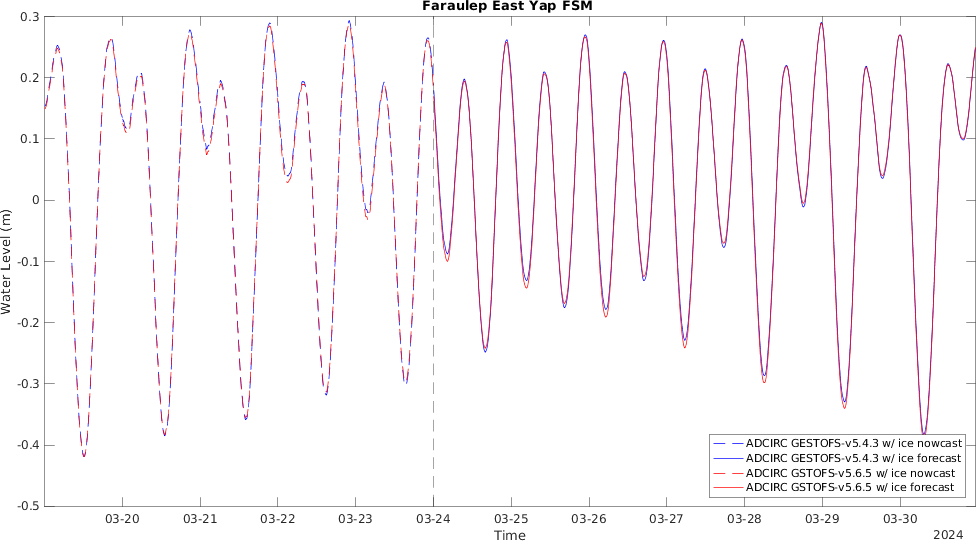 Faraulep East Yap FSM
0.3
0.2
0.1
0
-0.1
-0.2
-0.3
-0.4
-0.5
Water Level (m)
ADCIRC GESTOFS-v5.4.3 w/ ice nowcast
ADCIRC GESTOFS-v5.4.3 w/ ice forecast
ADCIRC GSTOFS-v5.6.5 w/ ice nowcast
ADCIRC GSTOFS-v5.6.5 w/ ice forecast
03-20 03-21 03-22 03-23 03-24 03-25 03-26 03-27 03-28 03-29 03-30
Time
2024